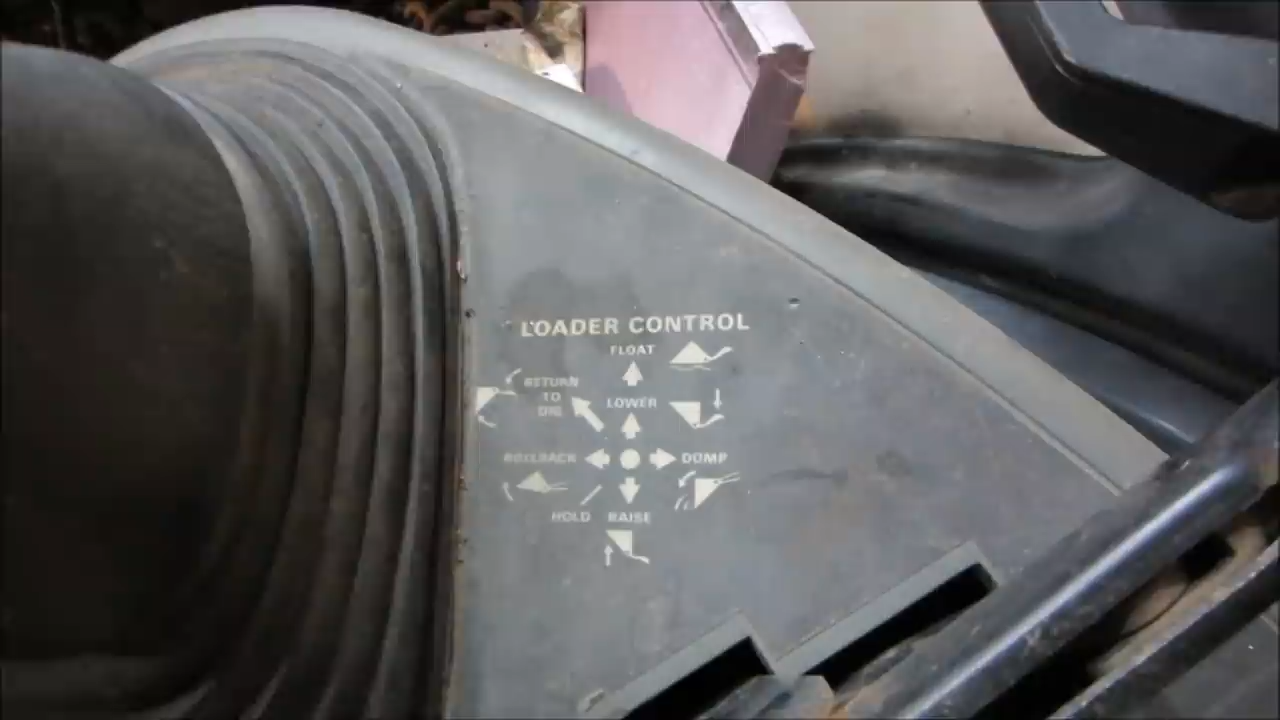 LOADER CONTROL
FLOAT
RETURN
TO
DIG
LOWER
ROLLBACK
DUMP
HOLD RAISE